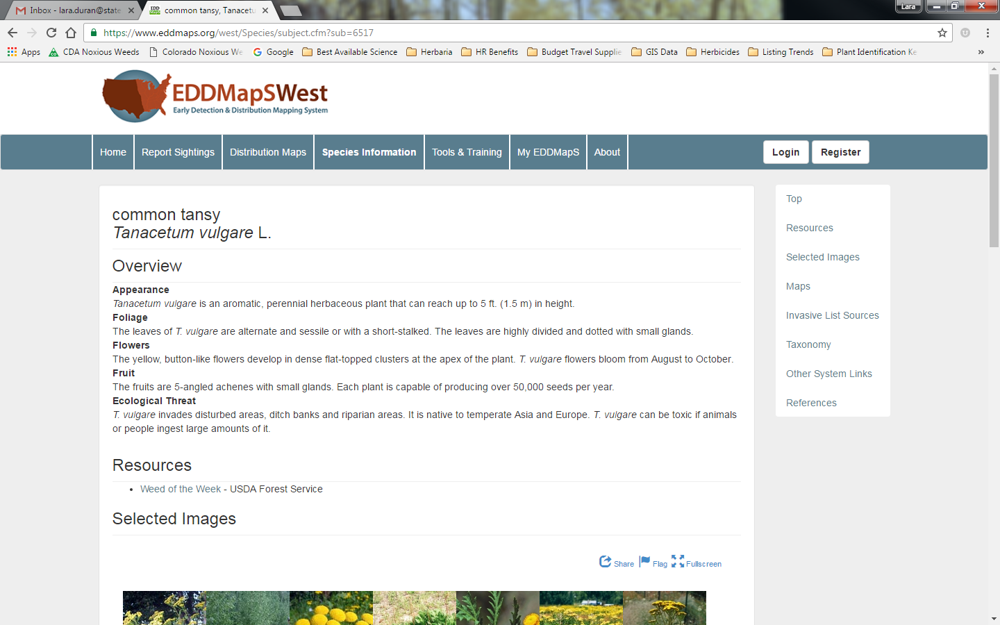 Inbox - lara.duran@state
common tansy, Tanacetu
Lara
https://www.eddmaps.org/west/Species/subject.cfm?sub=6517
Apps
CDA Noxious Weeds
Colorado Noxious We
Google
Best Available Science
Herbaria
HR Benefits
Budget Travel Supplie
GIS Data
Herbicides
Listing Trends
Plant Identification Ke
»
EDDMapSWest
Early Detection & Distribution Mapping System
Home
Report Sightings
Distribution Maps
Species Information
Tools & Training
My EDDMapS
About
Login
Register
common tansy
Tanacetum vulgare L.
Overview
Appearance
Tanacetum vulgare is an aromatic, perennial herbaceous plant that can reach up to 5 ft. (1.5 m) in height.
Foliage
The leaves of T. vulgare are alternate and sessile or with a short-stalked. The leaves are highly divided and dotted with small glands.
Flowers
The yellow, button-like flowers develop in dense flat-topped clusters at the apex of the plant. T. vulgare flowers bloom from August to October.
Fruit
The fruits are 5-angled achenes with small glands. Each plant is capable of producing over 50,000 seeds per year.
Ecological Threat
T. vulgare invades disturbed areas, ditch banks and riparian areas. It is native to temperate Asia and Europe. T. vulgare can be toxic if animals
or people ingest large amounts of it.
Resources
• Weed of the Week - USDA Forest Service
Selected Images
Share
Flag
Fullscreen
Top
Resources
Selected Images
Maps
Invasive List Sources
Taxonomy
Other System Links
References